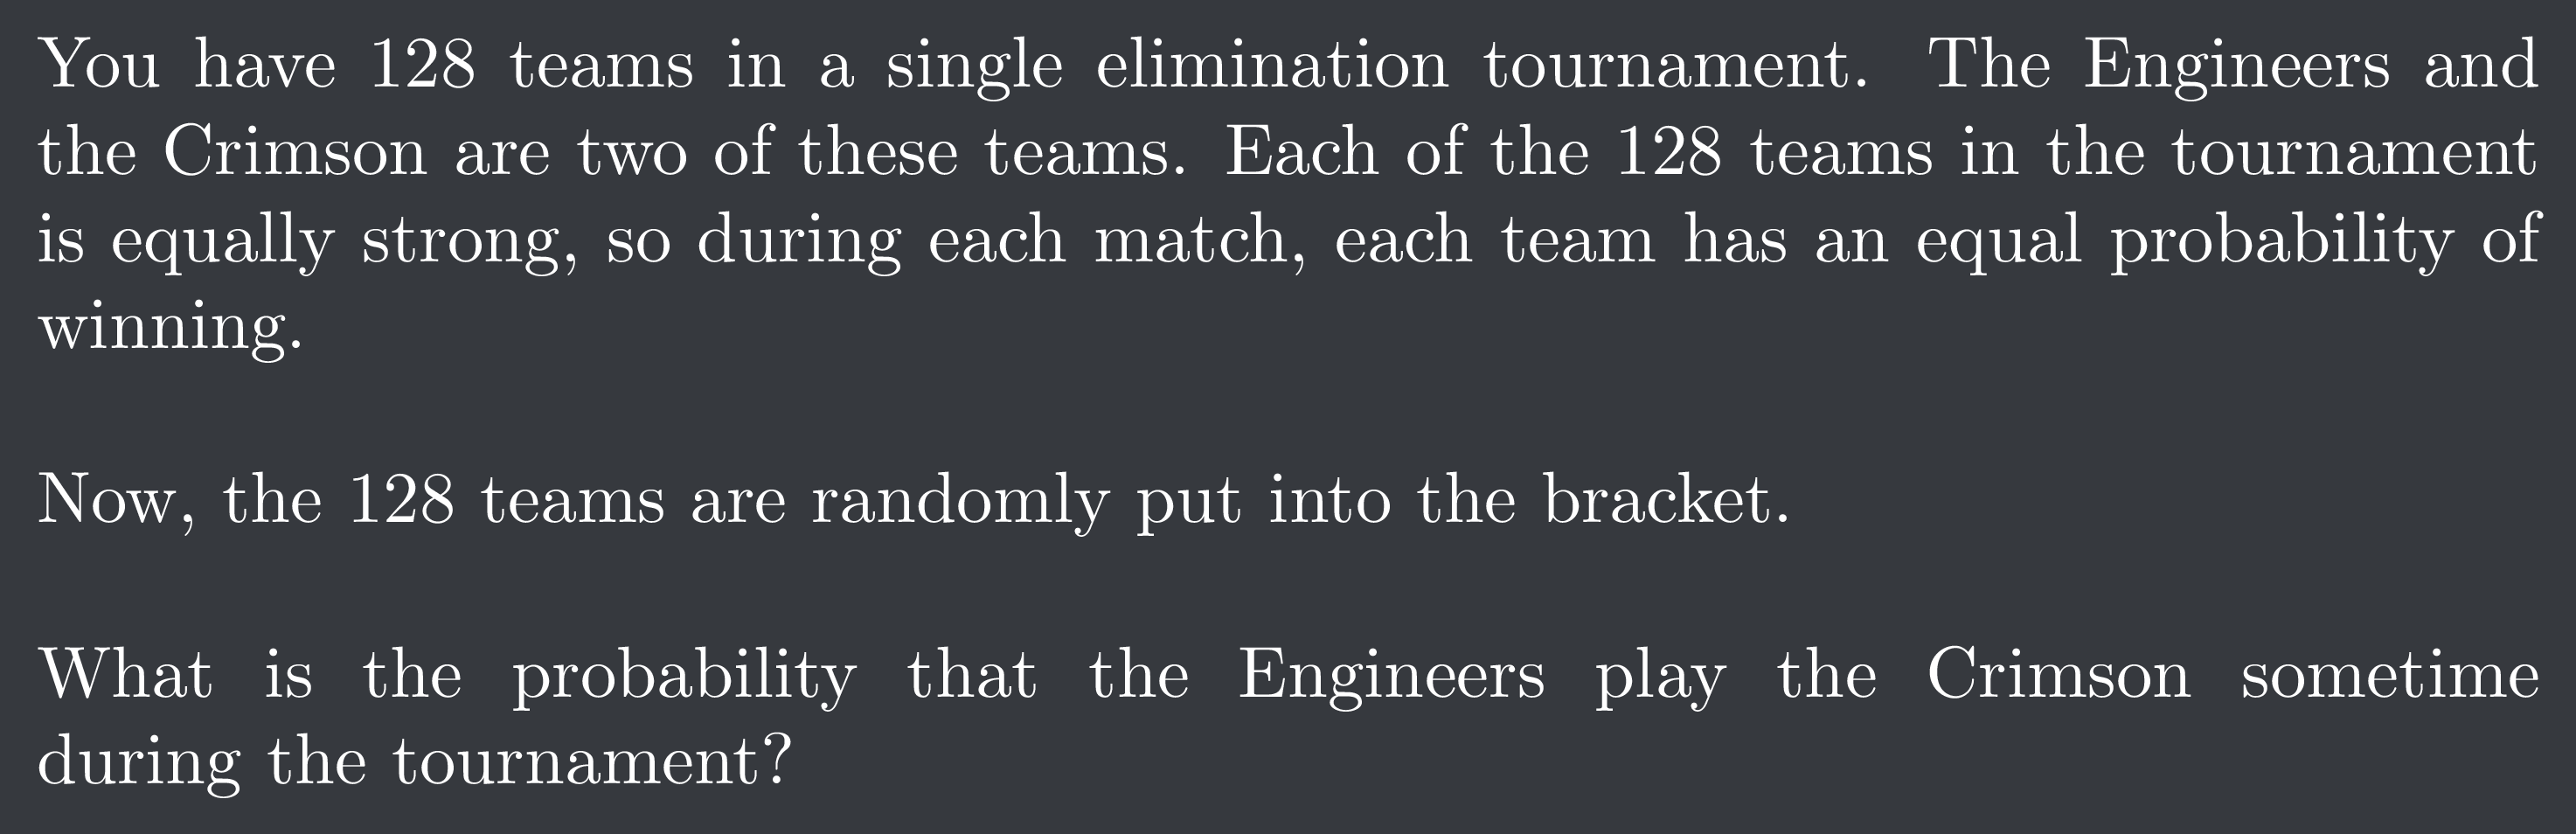 You have 128 teams in a single elimination tournament. The Engineers and
the Crimson are two of these teams. Each of the 128 teams in the tournament
is equally strong, so during each match, each team has an equal probability of
winning.
Now, the 128 teams are randomly put into the bracket.
What is the probability that the Engineers play the Crimson sometime
during the tournament?